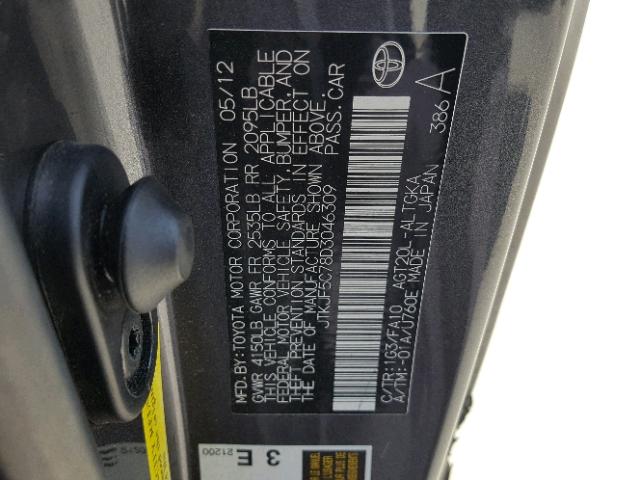 MFD.BY:TOYOTA MOTOR CORPORATION 05/12
GVWR 4150LB GAWR FR 2535LB RR 2095LB
THIS VEHICLE CONFORMS TO ALL APPLICABLE
FEDERAL MOTOR VEHICLE SAFETY, BUMPER, AND
THEFT PREVENTION STANDARDS IN EFFECT ON
THE DATE OF MANUFACTURE SHOWN ABOVE.
JTKJF5C78D3046309 PASS.CAR
C/TR:1G3/FA10 AGT20L-ALTGKA
A/TM:-01A/U760E MADE IN JAPAN 386 A
3 E
21200